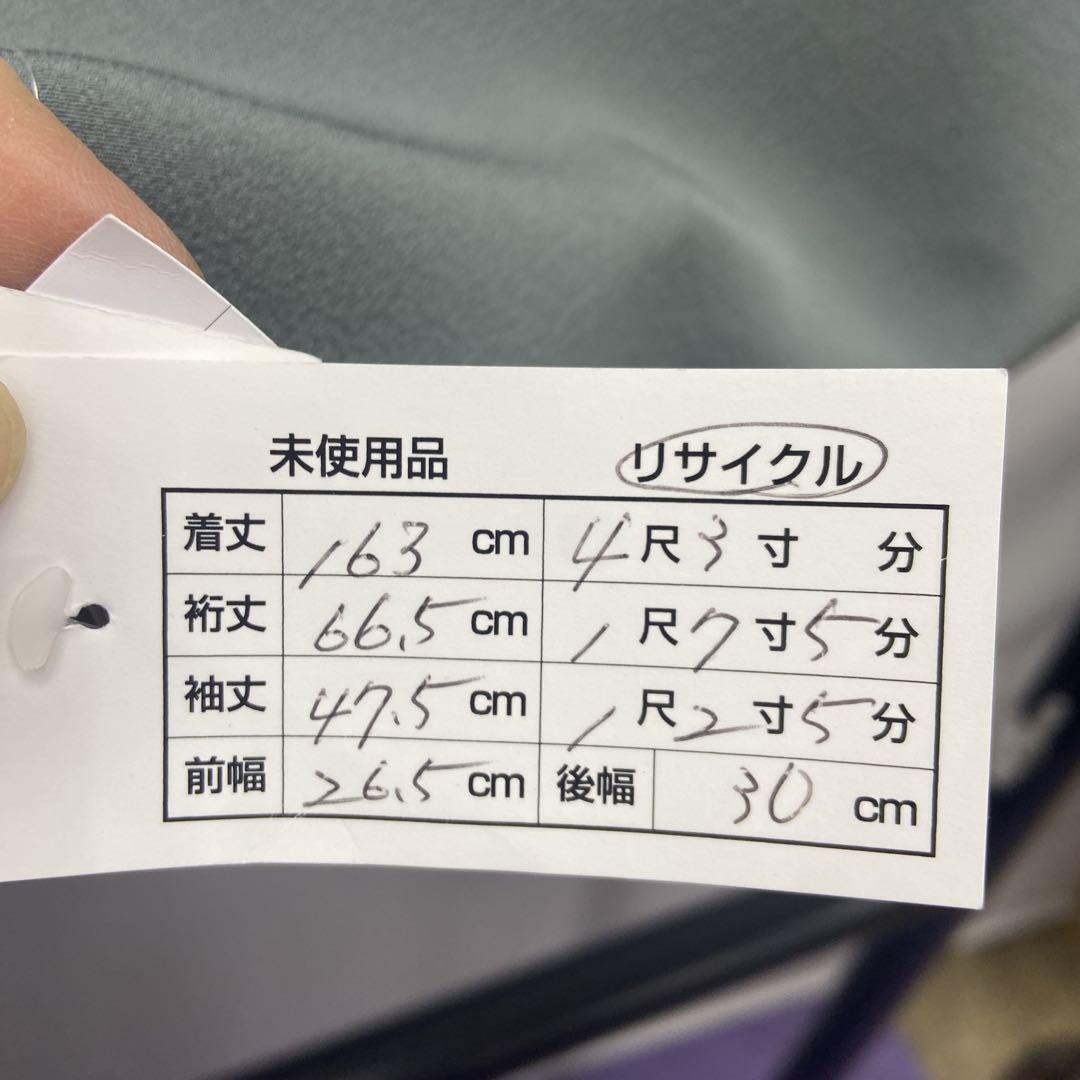 未使用品 リサイクル
着丈 163 cm 4尺3寸 分
裄丈 66.5 cm 1尺7寸5分
袖丈 47.5 cm 1尺2寸5分
前幅 26.5 cm 後幅 30 cm